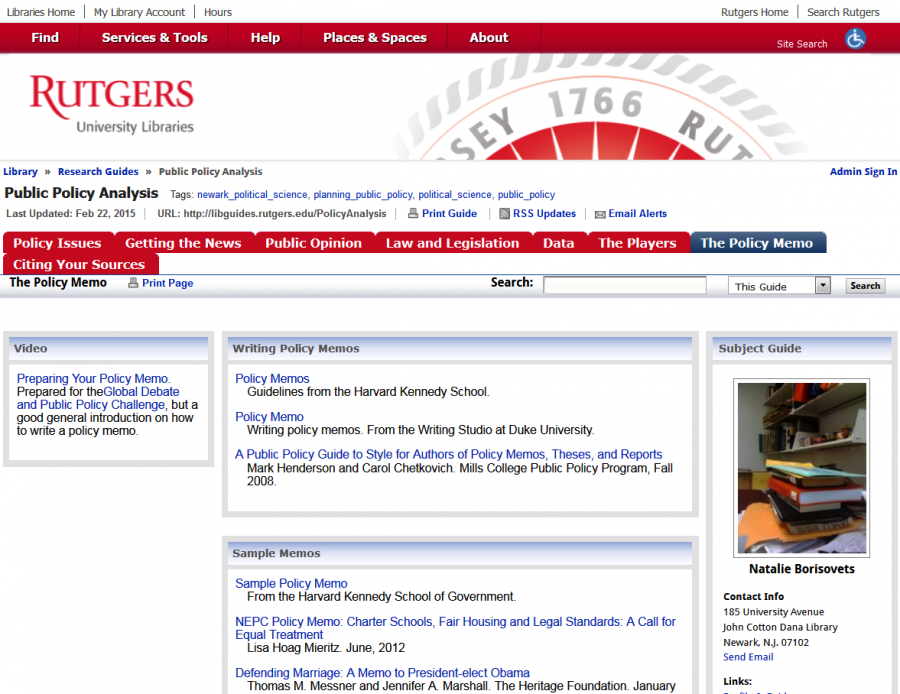 Libraries Home | My Library Account | Hours
Rutgers Home | Search Rutgers
Find Services & Tools Help Places & Spaces About
Site Search
RUTGERS
University Libraries
SEY 1766 RUT
Library » Research Guides » Public Policy Analysis
Admin Sign In
Public Policy Analysis Tags: newark_political_science, planning_public_policy, political_science, public_policy
Last Updated: Feb 22, 2015 URL: http://libguides.rutgers.edu/PolicyAnalysis Print Guide RSS Updates Email Alerts
Policy Issues Getting the News Public Opinion Law and Legislation Data The Players The Policy Memo
Citing Your Sources
The Policy Memo Print Page Search: This Guide Search
Video
Preparing Your Policy Memo.
Prepared for theGlobal Debate
and Public Policy Challenge, but a
good general introduction on how
to write a policy memo.
Writing Policy Memos
Policy Memos
Guidelines from the Harvard Kennedy School.
Policy Memo
Writing policy memos. From the Writing Studio at Duke University.
A Public Policy Guide to Style for Authors of Policy Memos, Theses, and Reports
Mark Henderson and Carol Chetkovich. Mills College Public Policy Program, Fall
2008.
Sample Memos
Sample Policy Memo
From the Harvard Kennedy School of Government.
NEPC Policy Memo: Charter Schools, Fair Housing and Legal Standards: A Call for
Equal Treatment
Lisa Hoag Mieritz. June, 2012
Defending Marriage: A Memo to President-elect Obama
Thomas M. Messner and Jennifer A. Marshall. The Heritage Foundation. January
Subject Guide
Natalie Borisovets
Contact Info
185 University Avenue
John Cotton Dana Library
Newark, N.J. 07102
Send Email
Links: